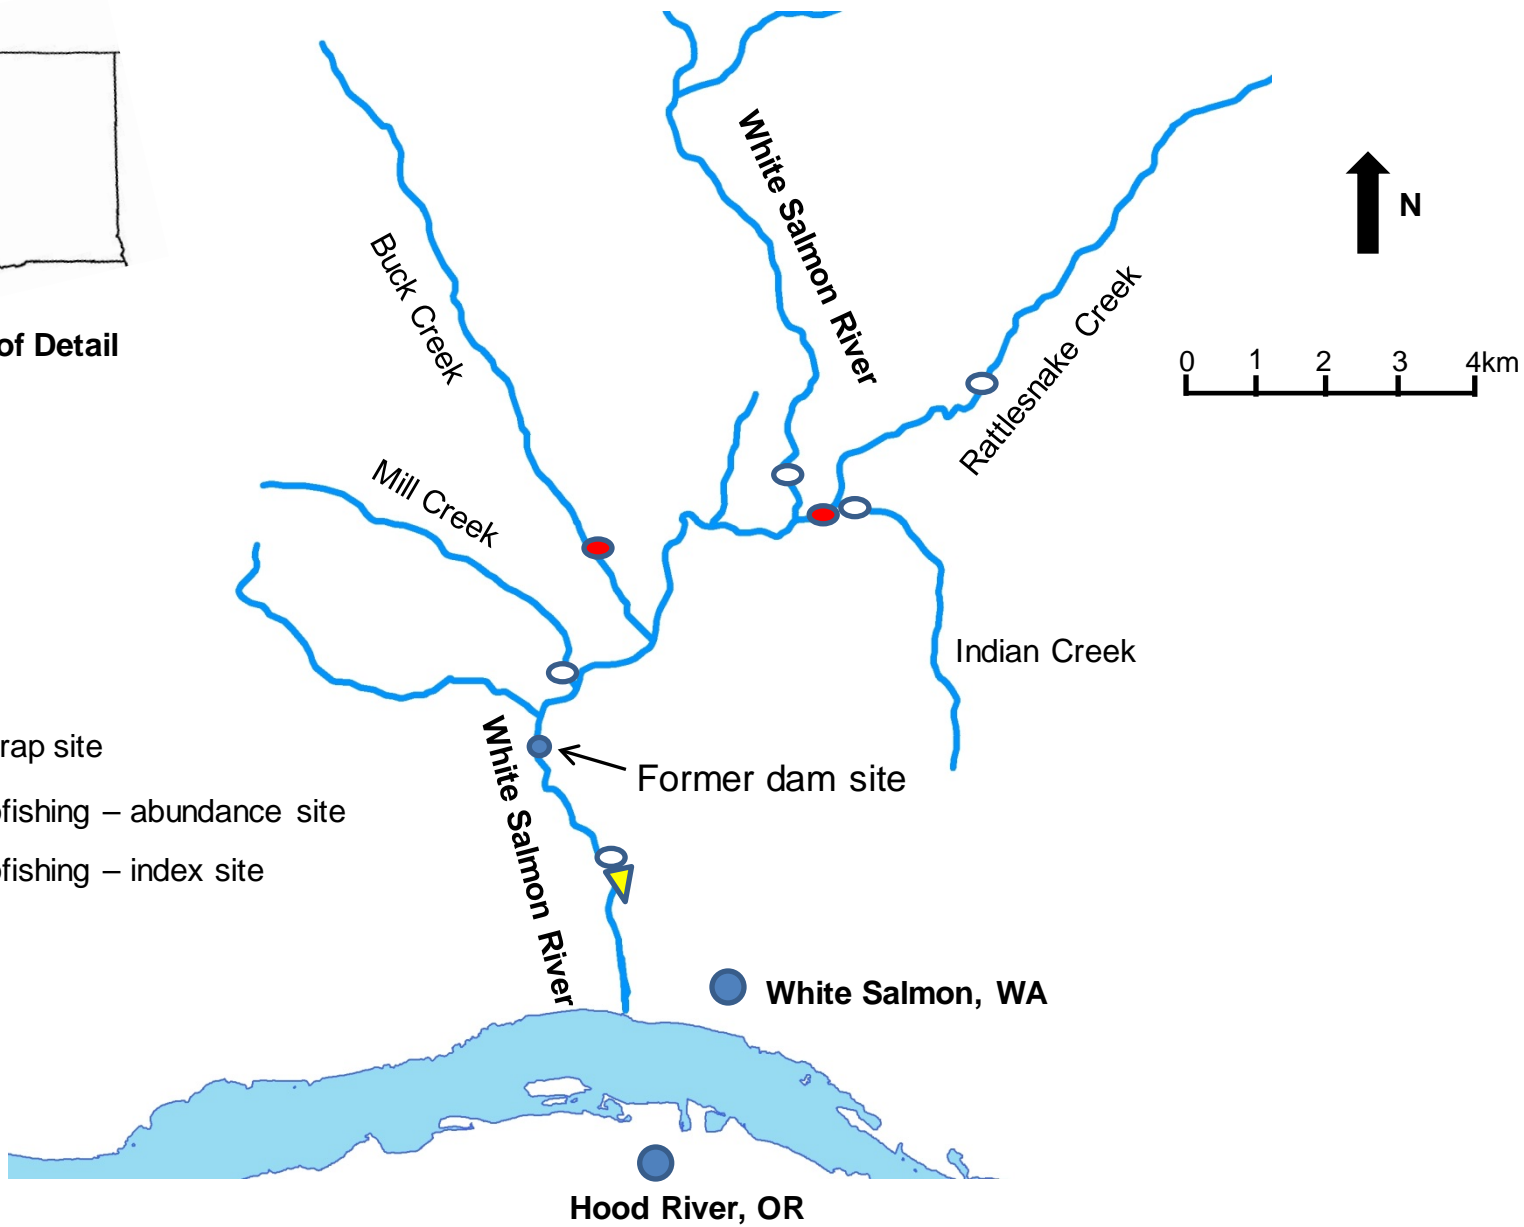 White Salmon River
N
Buck Creek
of Detail
Rattlesnake Creek
0 1 2 3 4km
Mill Creek
Indian Creek
White Salmon River
rap site
Former dam site
fishing – abundance site
fishing – index site
White Salmon, WA
Hood River, OR